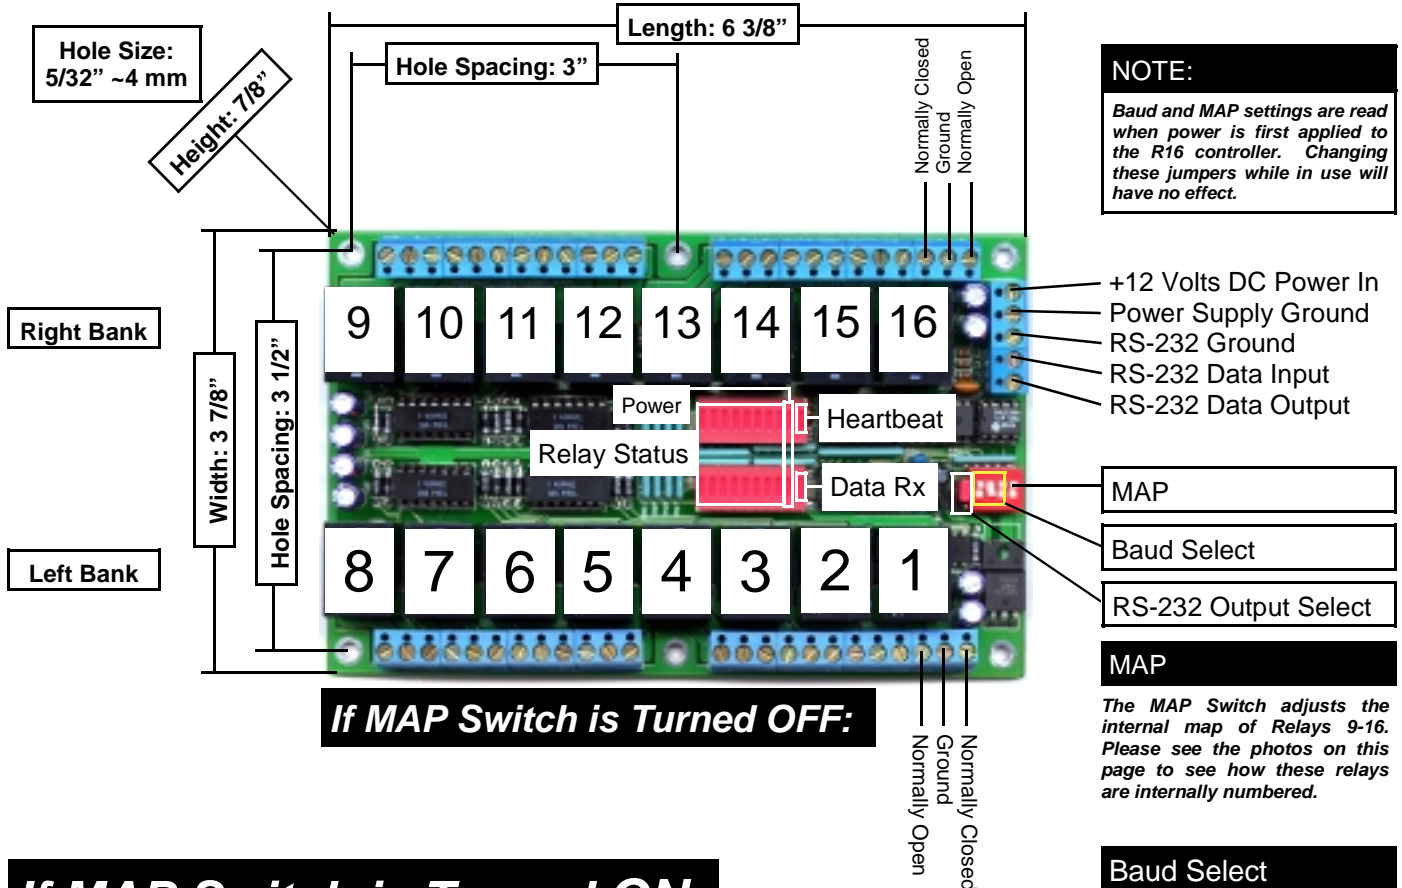 Length: 6 3/8”
Hole Size:
5/32” ~4 mm
Hole Spacing: 3”
Height: 7/8”
Normally Closed
Ground
Normally Open
NOTE:
Baud and MAP settings are read
when power is first applied to
the R16 controller. Changing
these jumpers while in use will
have no effect.
+12 Volts DC Power In
Power Supply Ground
RS-232 Ground
RS-232 Data Input
RS-232 Data Output
Right Bank
9 10 11 12 13 14 15 16
Width: 3 7/8”
Hole Spacing: 3 1/2”
Power
Heartbeat
Relay Status
Data Rx
MAP
Baud Select
RS-232 Output Select
Left Bank
8 7 6 5 4 3 2 1
If MAP Switch is Turned OFF:
Normally Open
Ground
Normally Closed
MAP
The MAP Switch adjusts the
internal map of Relays 9-16.
Please see the photos on this
page to see how these relays
are internally numbered.
If MAP Switch is Turned ON
Baud Select